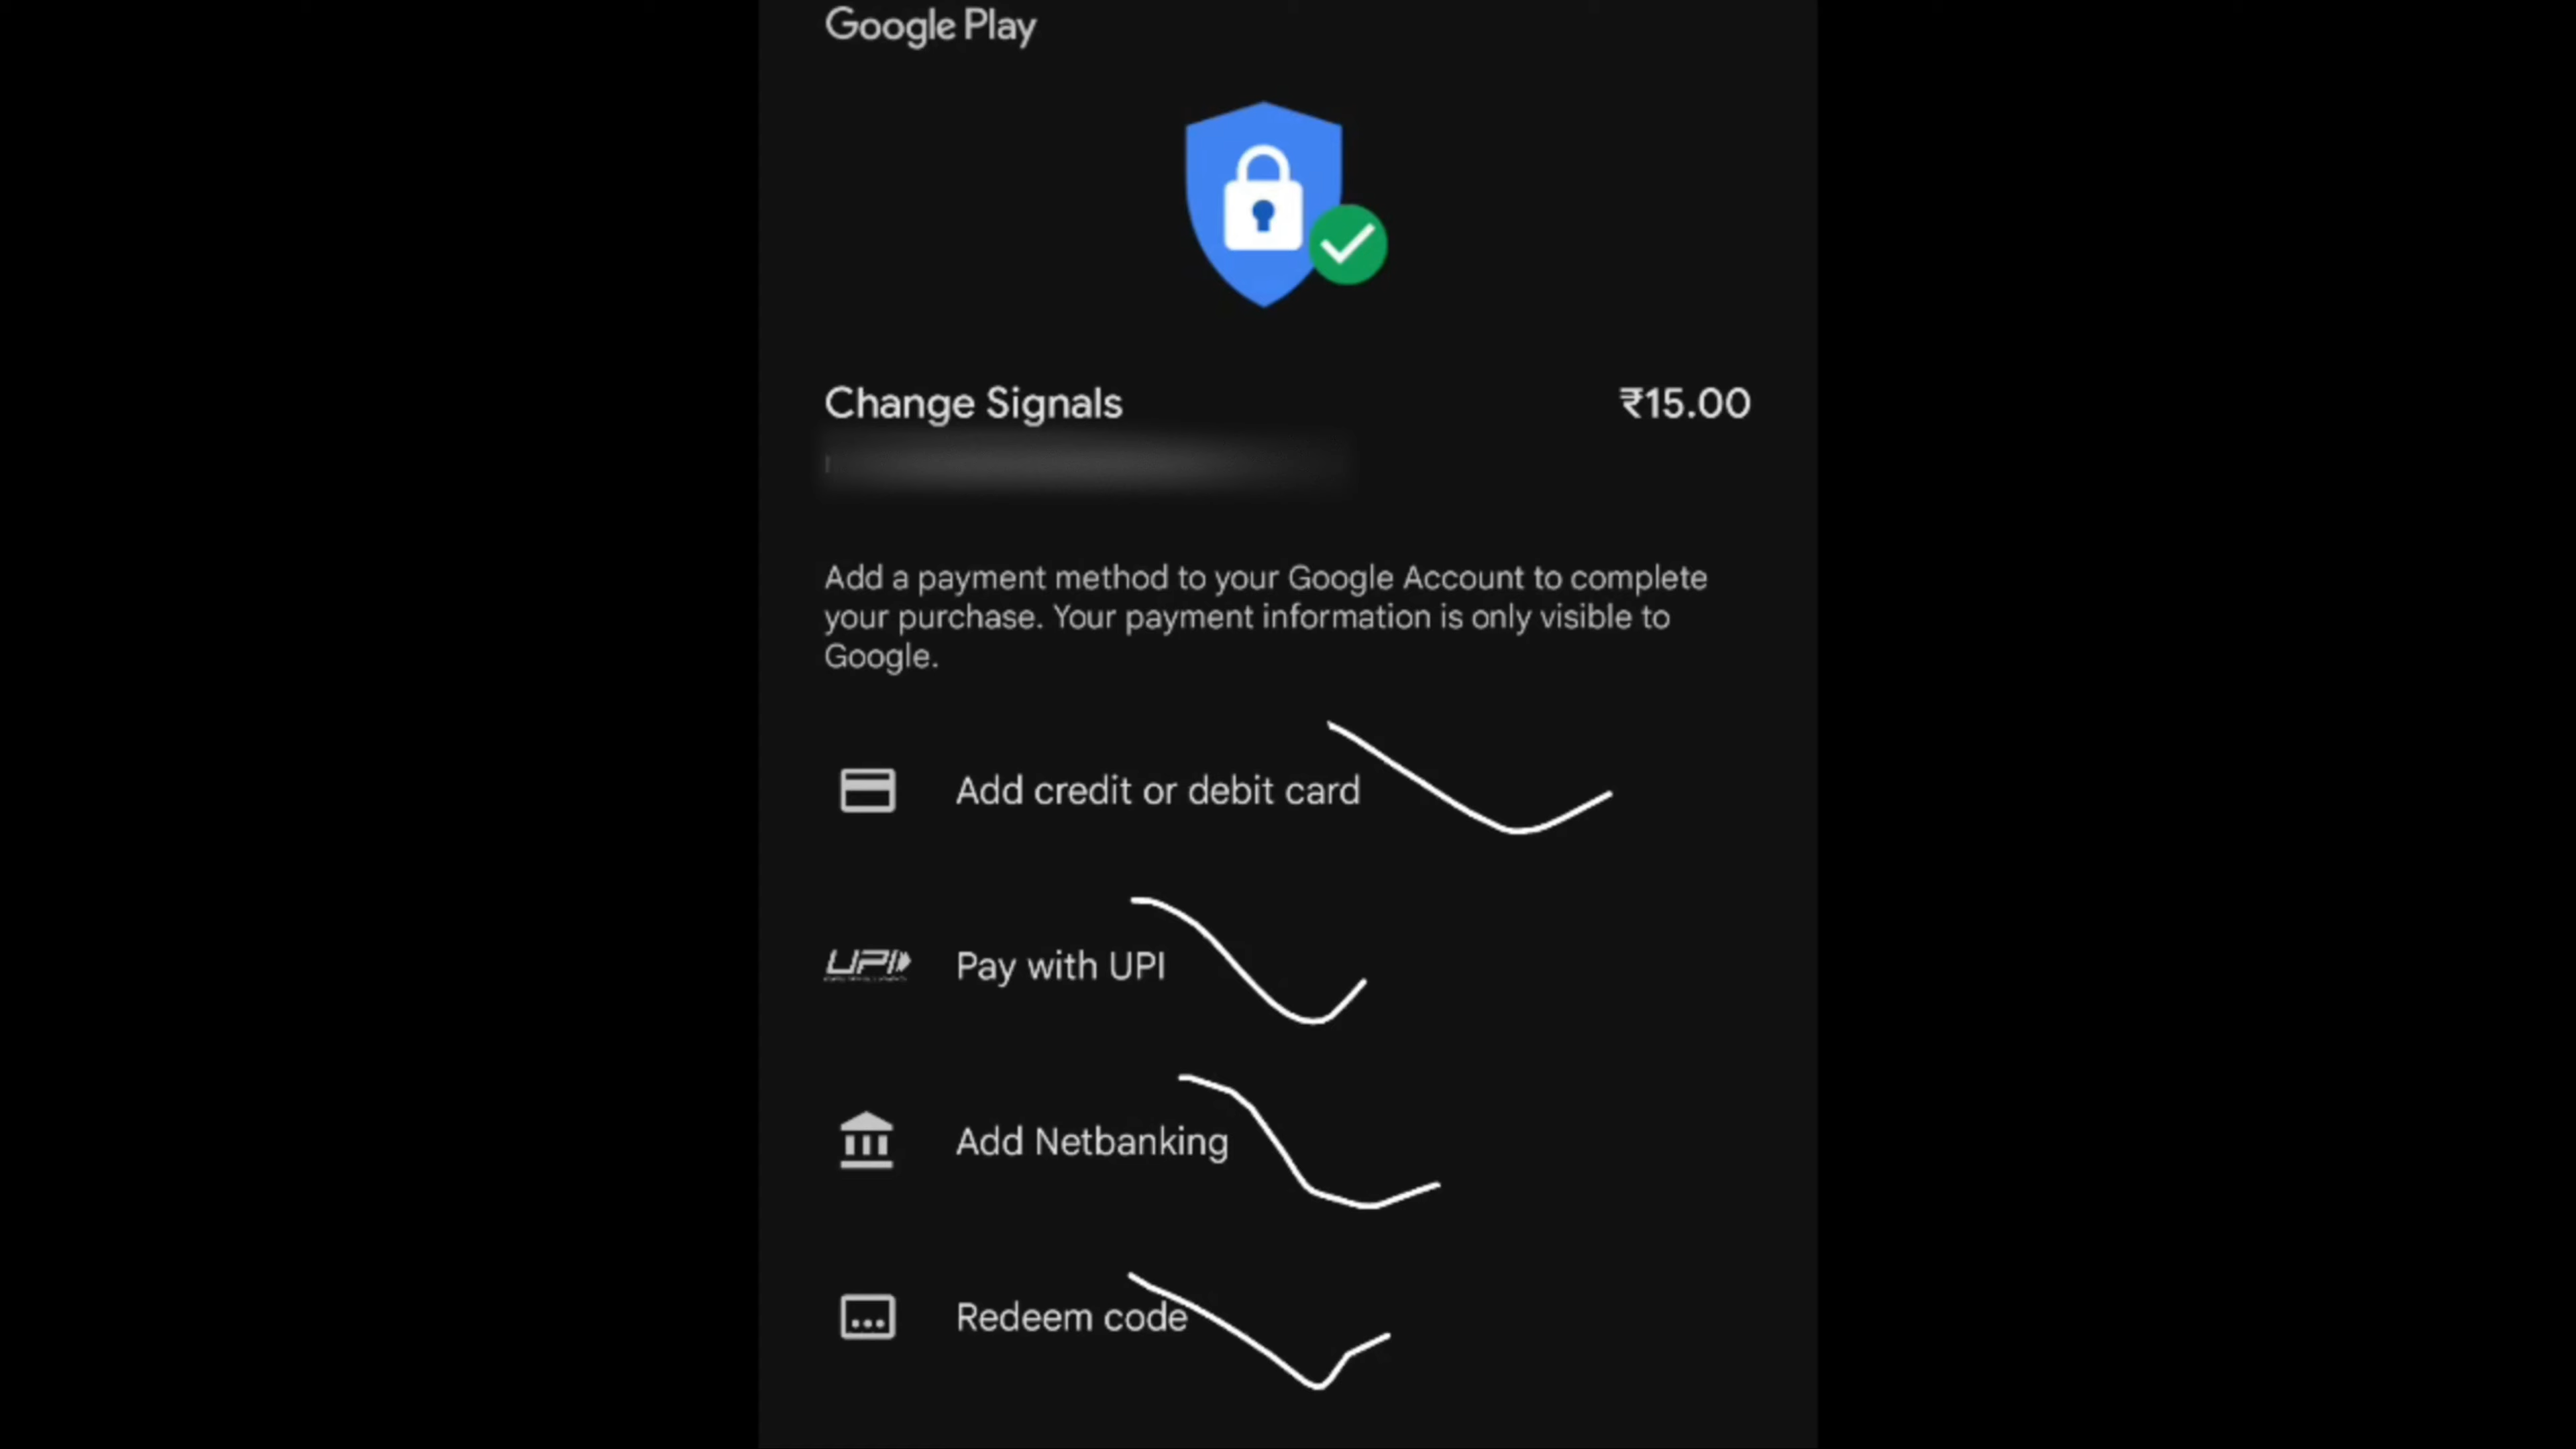 Google Play
Change Signals ₹15.00
Add a payment method to your Google Account to complete
your purchase. Your payment information is only visible to
Google.
Add credit or debit card
UPI Pay with UPI
Add Netbanking
Redeem code